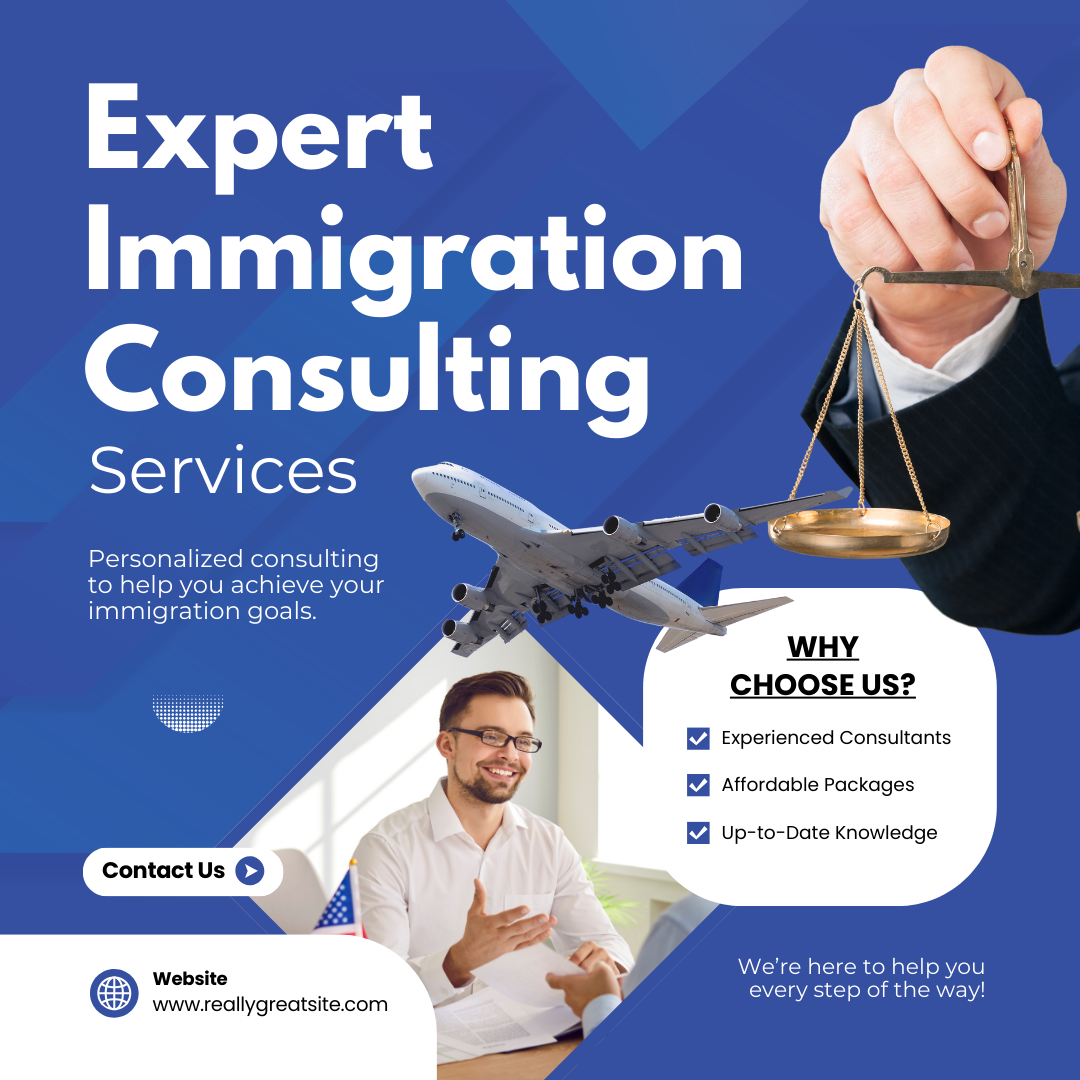 Expert
Immigration
Consulting
Services
Personalized consulting
to help you achieve your
immigration goals.
WHY
CHOOSE US?
Experienced Consultants
Affordable Packages
Up-to-Date Knowledge
Contact Us
Website
www.reallygreatsite.com
We’re here to help you
every step of the way!